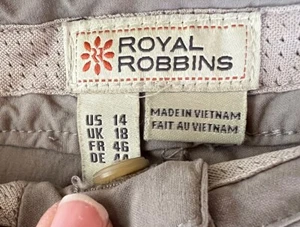 ROYAL
ROBBINS
US 14
UK 18
FR 46
DE 44
MADE IN VIETNAM
FAIT AU VIETNAM